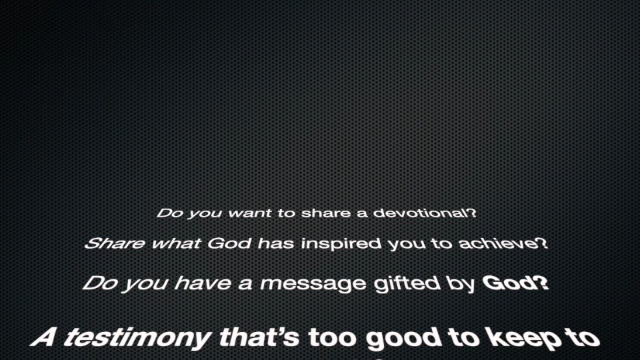 Do you want to share a devotional?
Share what God has inspired you to achieve?
Do you have a message gifted by God?
A testimony that's too good to keep to